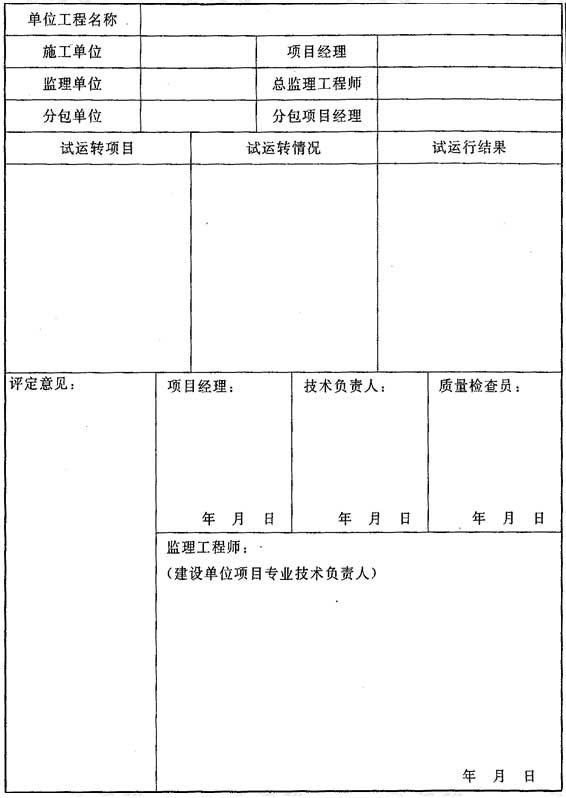 单位工程名称
施工单位 项目经理
监理单位 总监理工程师
分包单位 分包项目经理
试运转项目 试运转情况 试运行结果
评定意见： 项目经理： 技术负责人： 质量检查员：
年 月 日 年 月 日 年 月 日
监理工程师：
（建设单位项目专业技术负责人）
年 月 日